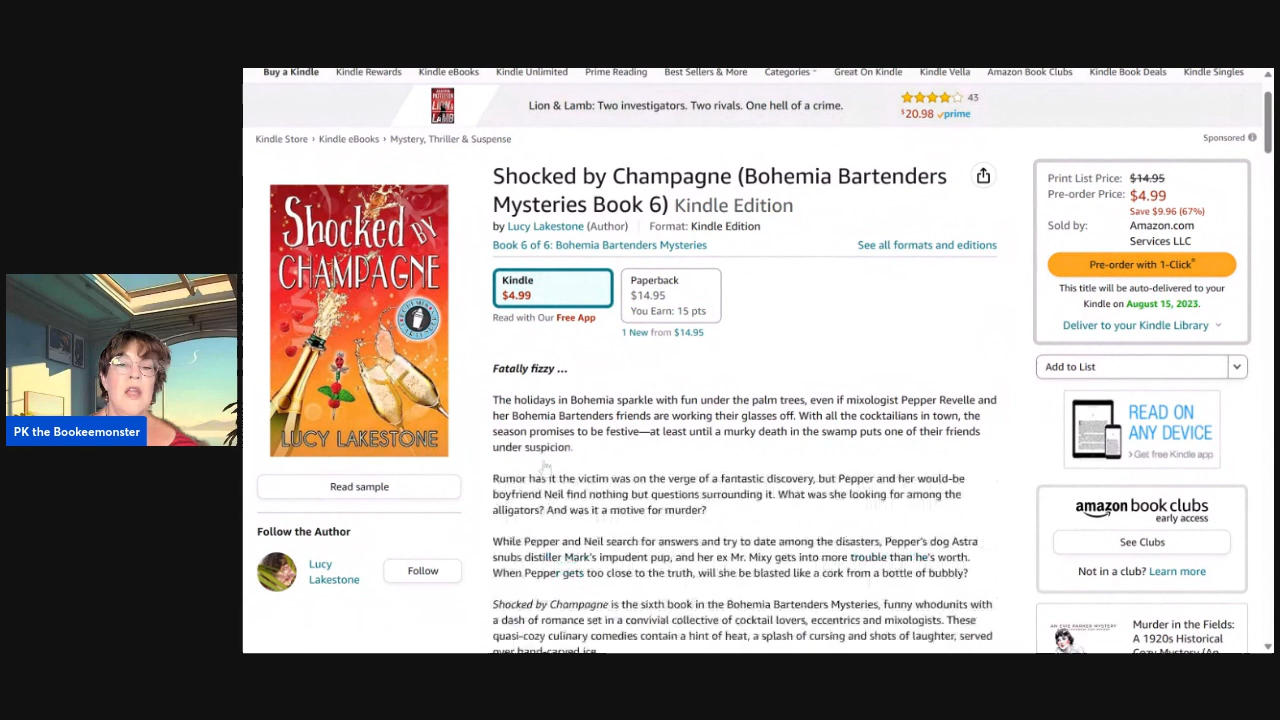 Buy a Kindle Kindle Rewards Kindle eBooks Kindle Unlimited Prime Reading Best Sellers & More Categories Great On Kindle Kindle Vella Amazon Book Clubs Kindle Book Deals Kindle Singles
Lion & Lamb: Two investigators. Two rivals. One hell of a crime.
43
$20.98 prime
Kindle Store › Kindle eBooks › Mystery, Thriller & Suspense
Sponsored
Shocked BY
CHAMPAGNE
LUCY LAKESTONE
Read sample
Follow the Author
Lucy
Lakestone
Follow
Shocked by Champagne (Bohemia Bartenders
Mysteries Book 6) Kindle Edition
by Lucy Lakestone (Author) Format: Kindle Edition
Book 6 of 6: Bohemia Bartenders Mysteries
See all formats and editions
Kindle
$4.99
Read with Our Free App
Paperback
$14.95
You Earn: 15 pts
1 New from $14.95
Fatally fizzy ...
The holidays in Bohemia sparkle with fun under the palm trees, even if mixologist Pepper Revelle and
her Bohemia Bartenders friends are working their glasses off. With all the cocktailians in town, the
season promises to be festive—at least until a murky death in the swamp puts one of their friends
under suspicion.
Rumor has it the victim was on the verge of a fantastic discovery, but Pepper and her would-be
boyfriend Neil find nothing but questions surrounding it. What was she looking for among the
alligators? And was it a motive for murder?
While Pepper and Neil search for answers and try to date among the disasters, Pepper's dog Astra
snubs distiller Mark's impudent pup, and her ex Mr. Mixy gets into more trouble than he's worth.
When Pepper gets too close to the truth, will she be blasted like a cork from a bottle of bubbly?
Shocked by Champagne is the sixth book in the Bohemia Bartenders Mysteries, funny whodunits with
a dash of romance set in a convivial collective of cocktail lovers, eccentrics and mixologists. These
quasi-cozy culinary comedies contain a hint of heat, a splash of cursing and shots of laughter, served
over hand-carved ice.
Print List Price: $14.95
Pre-order Price: $4.99
Save $9.96 (67%)
Sold by: Amazon.com
Services LLC
Pre-order with 1-Click®
This title will be auto-delivered to your
Kindle on August 15, 2023.
Deliver to your Kindle Library
Add to List
READ ON
ANY DEVICE
› Get free Kindle app
amazon book clubs
early access
See Clubs
Not in a club? Learn more
AN EVIE PARKER MYSTERY
Murder in the Fields:
A 1920s Historical
Cozy Mystery (An
PK the Bookeemonster